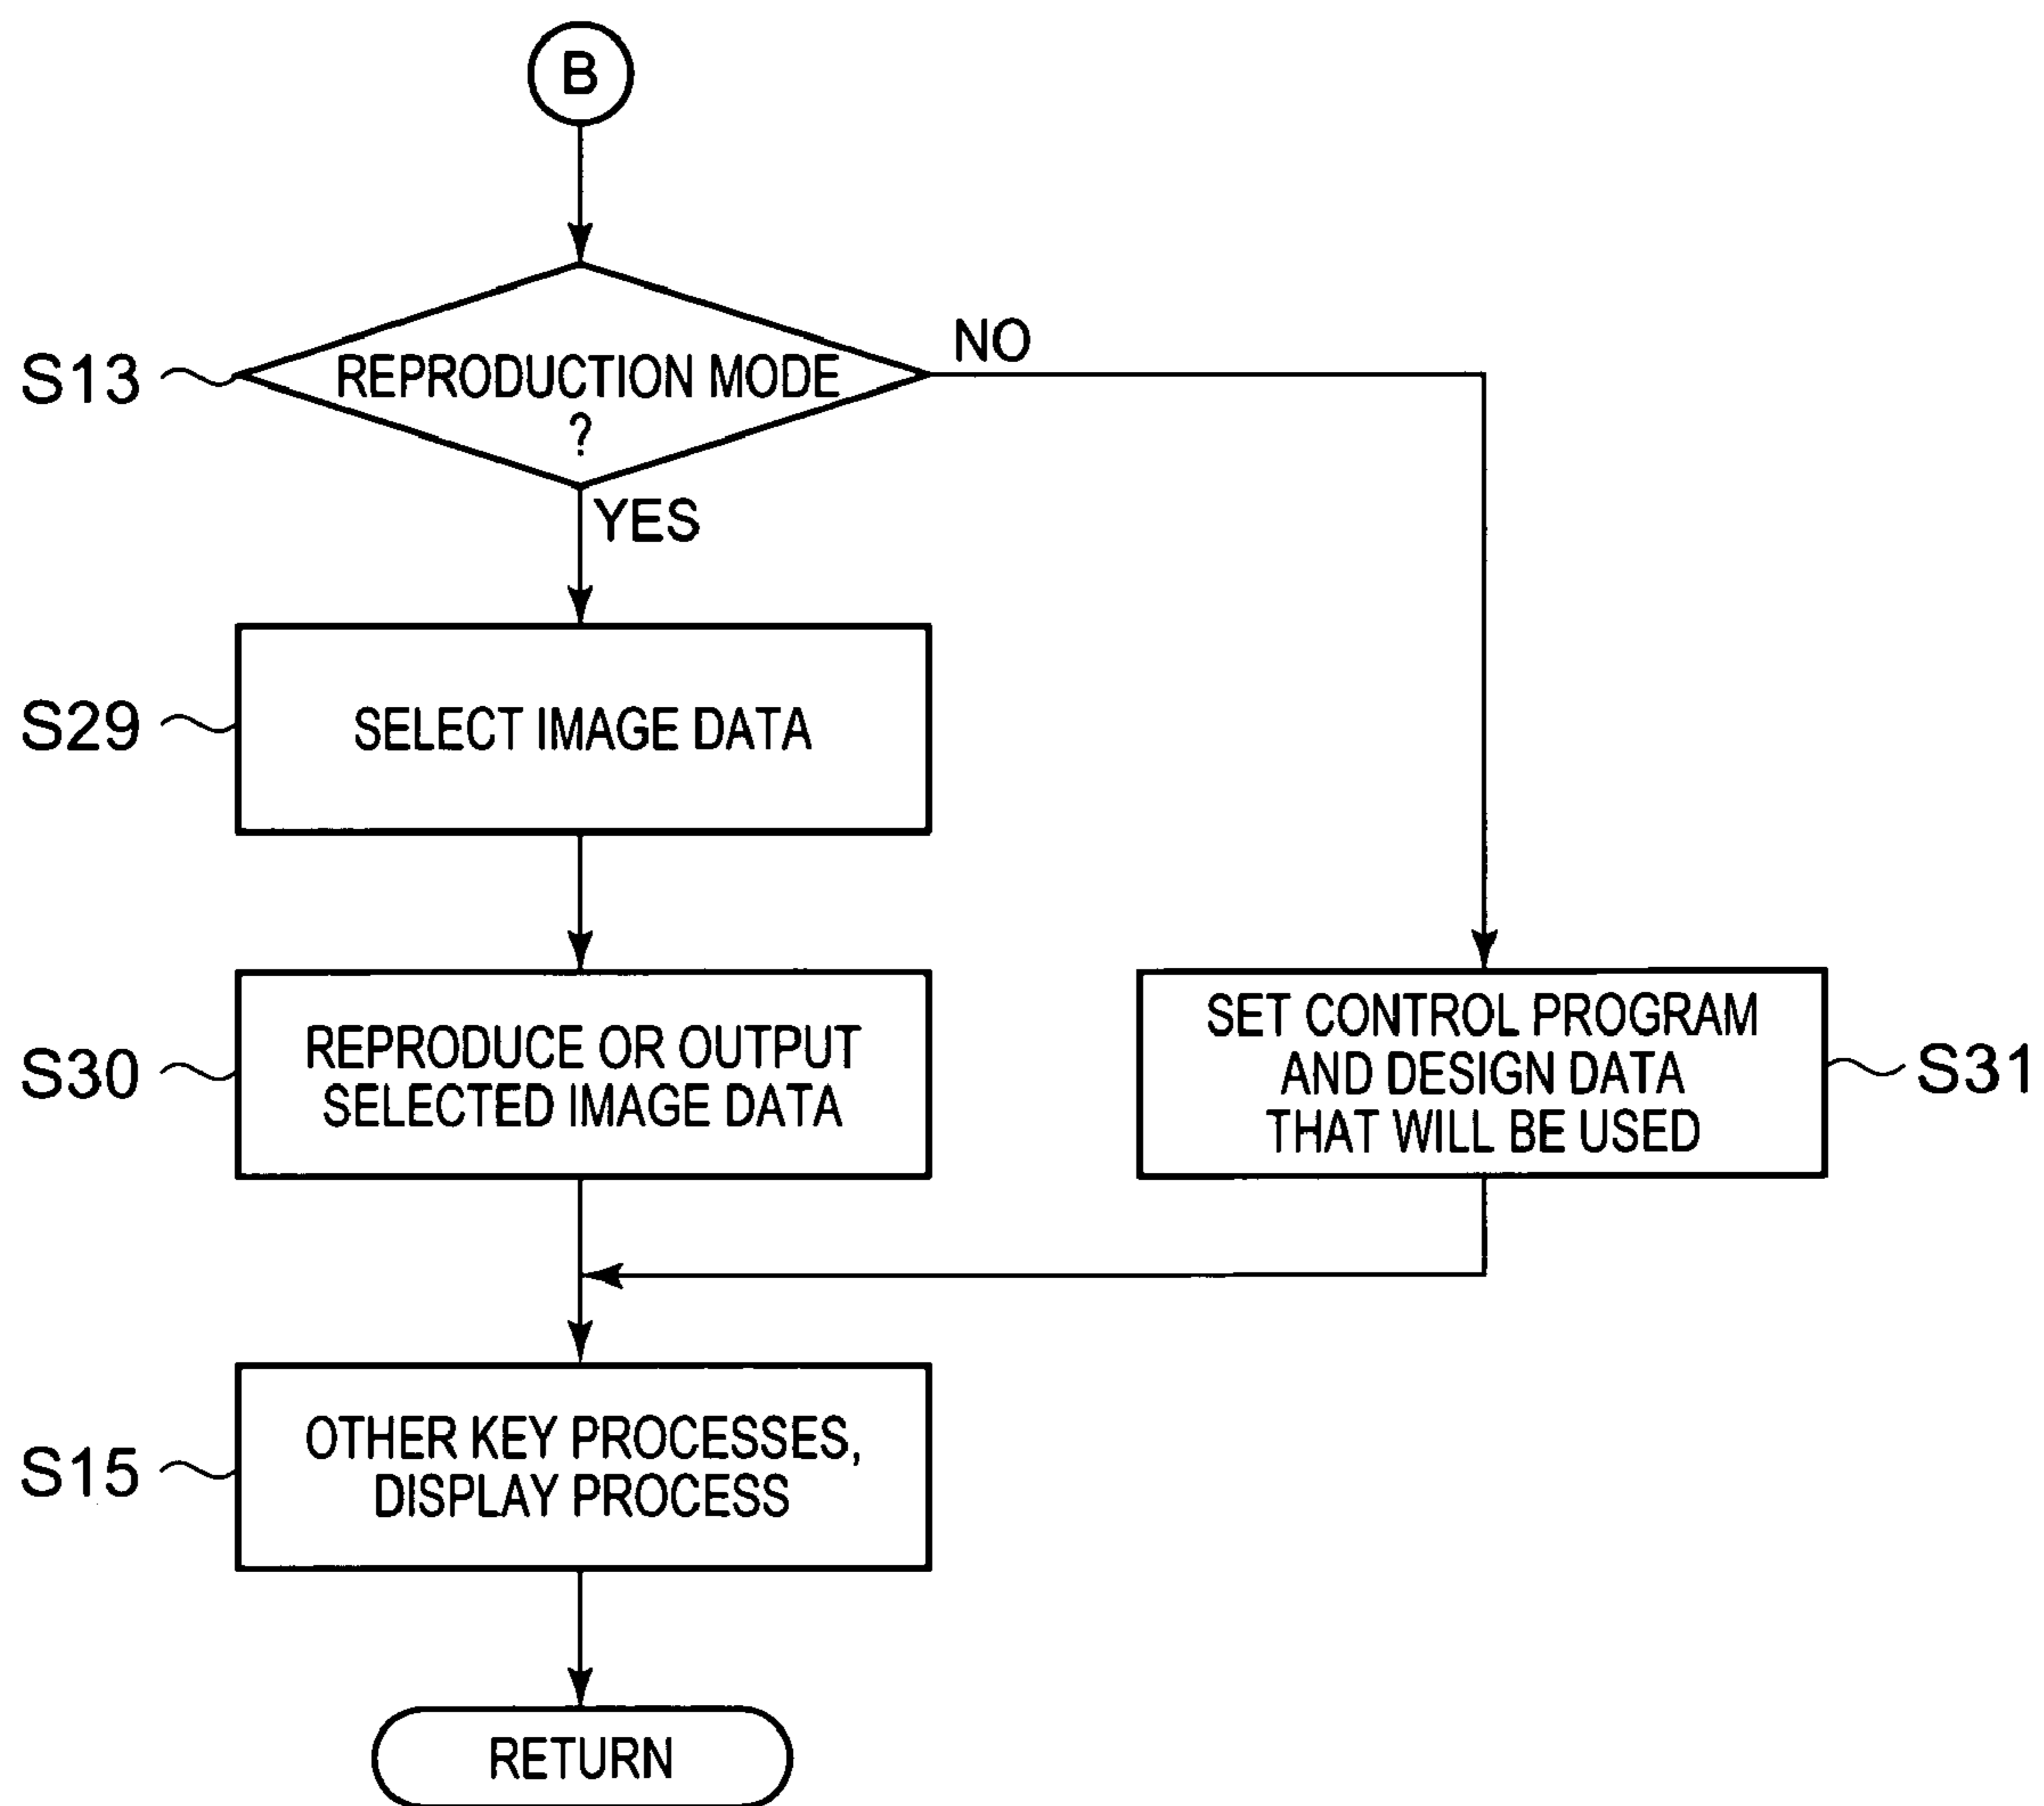 B
S13
REPRODUCTION MODE
?
NO
YES
S29
SELECT IMAGE DATA
S30
REPRODUCE OR OUTPUT
SELECTED IMAGE DATA
SET CONTROL PROGRAM
AND DESIGN DATA
THAT WILL BE USED
S31
S15
OTHER KEY PROCESSES,
DISPLAY PROCESS
RETURN